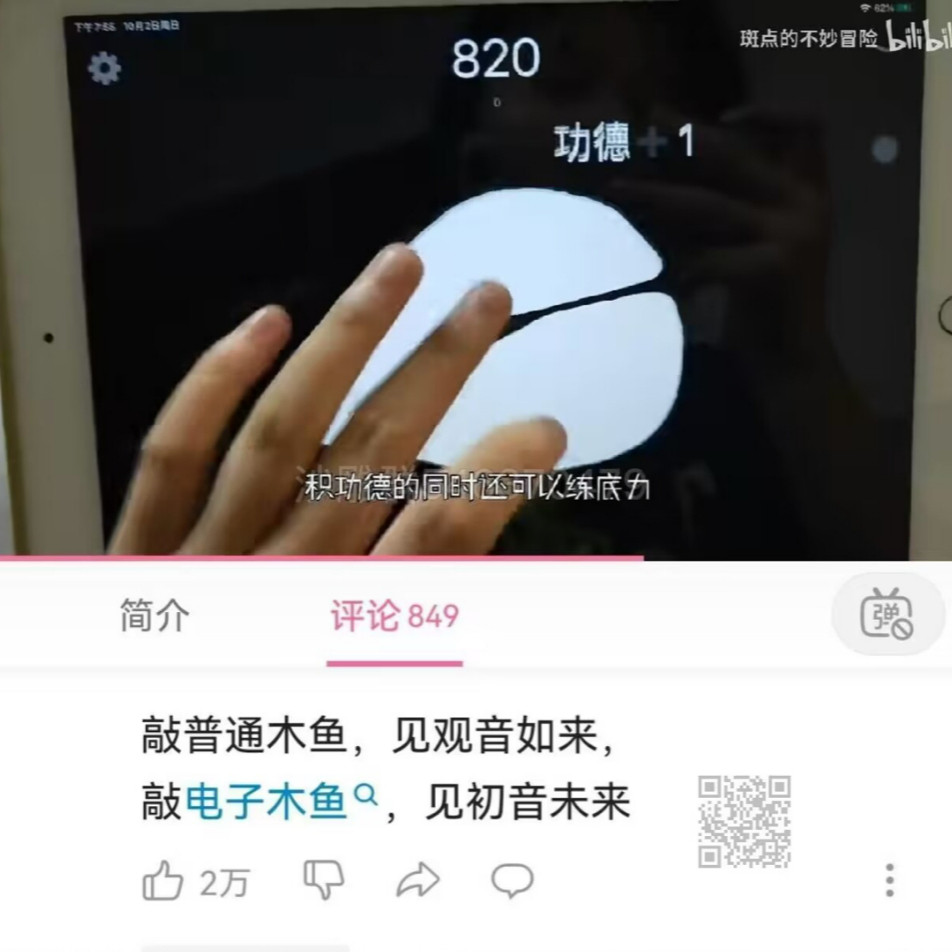 下午7:56 10月2日周日
82%
斑点的不妙冒险 bilibil
820
0
功德+1
积功德的同时还可以练底力
简介
评论 849
弹
敲普通木鱼，见观音如来，
敲电子木鱼，见初音未来
2万